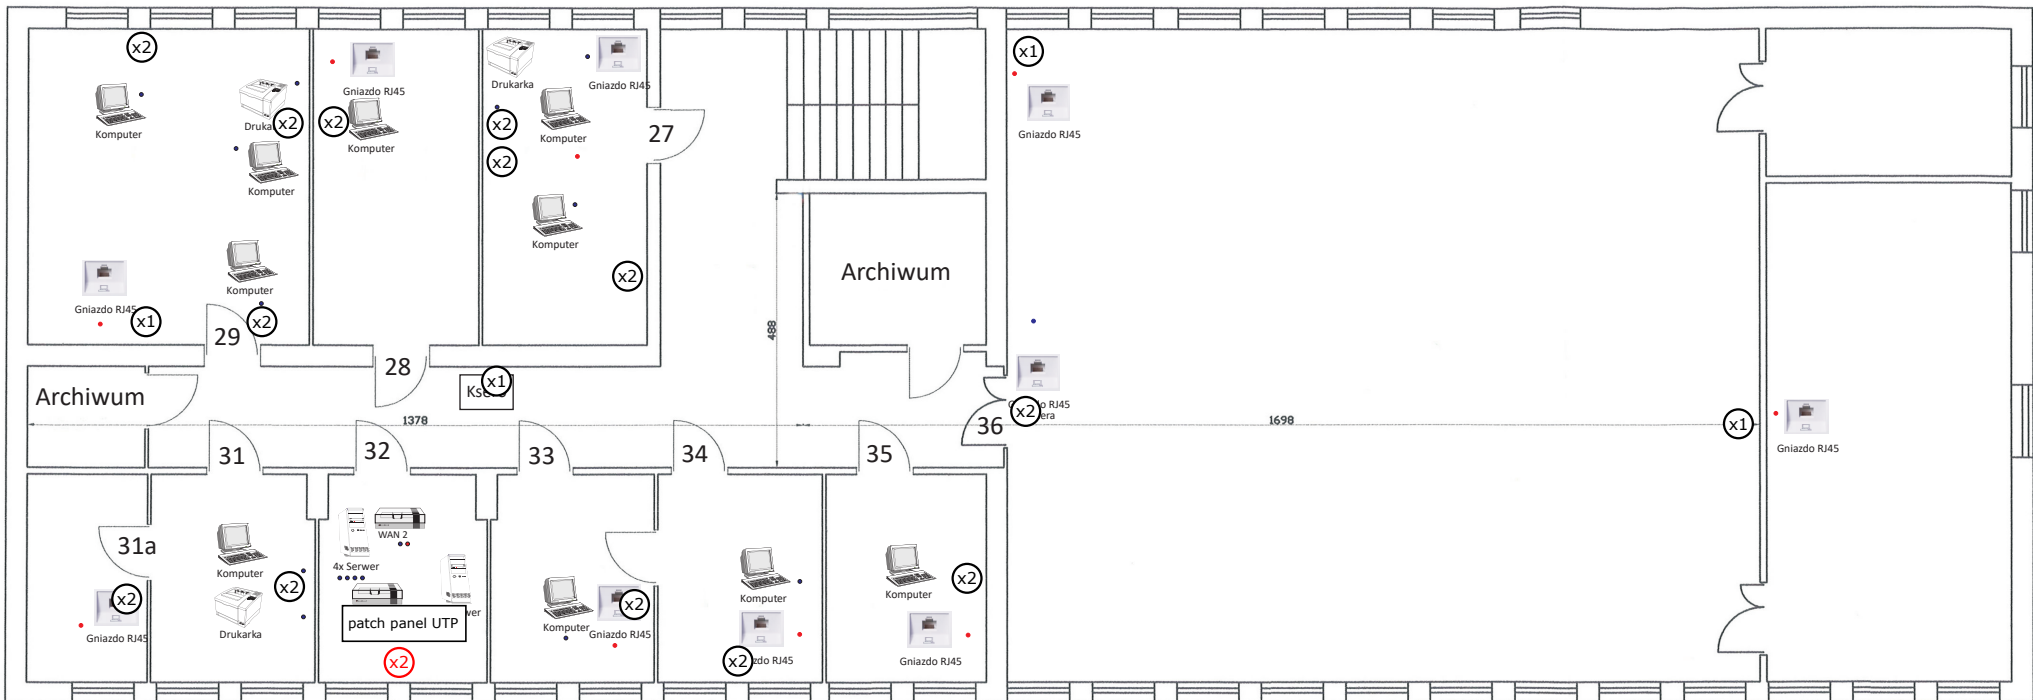 x2
Komputer
Drukarka
x2
Komputer
Gniazdo RJ45
x1
Komputer
x2
29
Gniazdo RJ45
x2
Komputer
28
Drukarka
Gniazdo RJ45
x2
Komputer
x2
Komputer
x2
27
Archiwum
488
x1
Gniazdo RJ45
Archiwum
x1
1378
RJ45
x2
36
1698
x1
Gniazdo RJ45
31
32
33
34
35
31a
x2
Gniazdo RJ45
Komputer
x2
Drukarka
WAN 2
4x Serwer
patch panel UTP
x2
Komputer
x2
Gniazdo RJ45
Komputer
x2
RJ45
Komputer
x2
Gniazdo RJ45